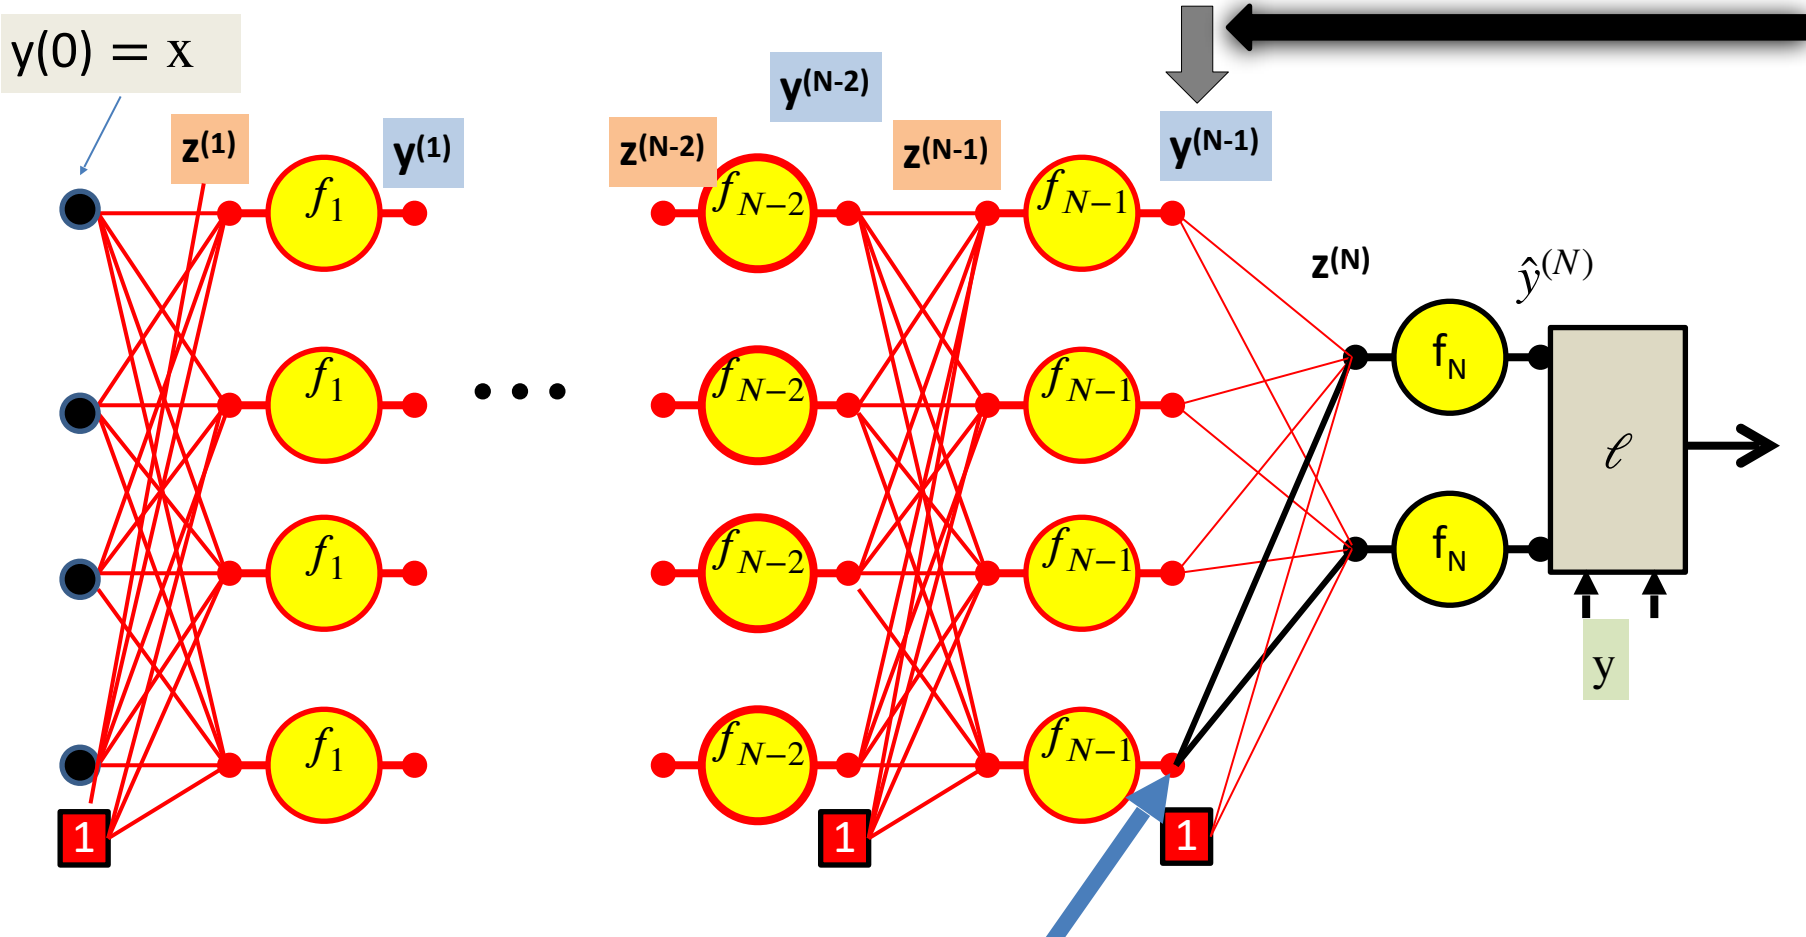 y(0) = x
z(1)
y(1)
z(N-2)
y(N-2)
z(N-1)
y(N-1)
z(N)
ŷ(N)
f1
fN−2
fN−1
f1
fN−2
fN−1
fN
f1
fN−2
fN−1
fN
ℓ
y
f1
fN−2
fN−1
1
1
1